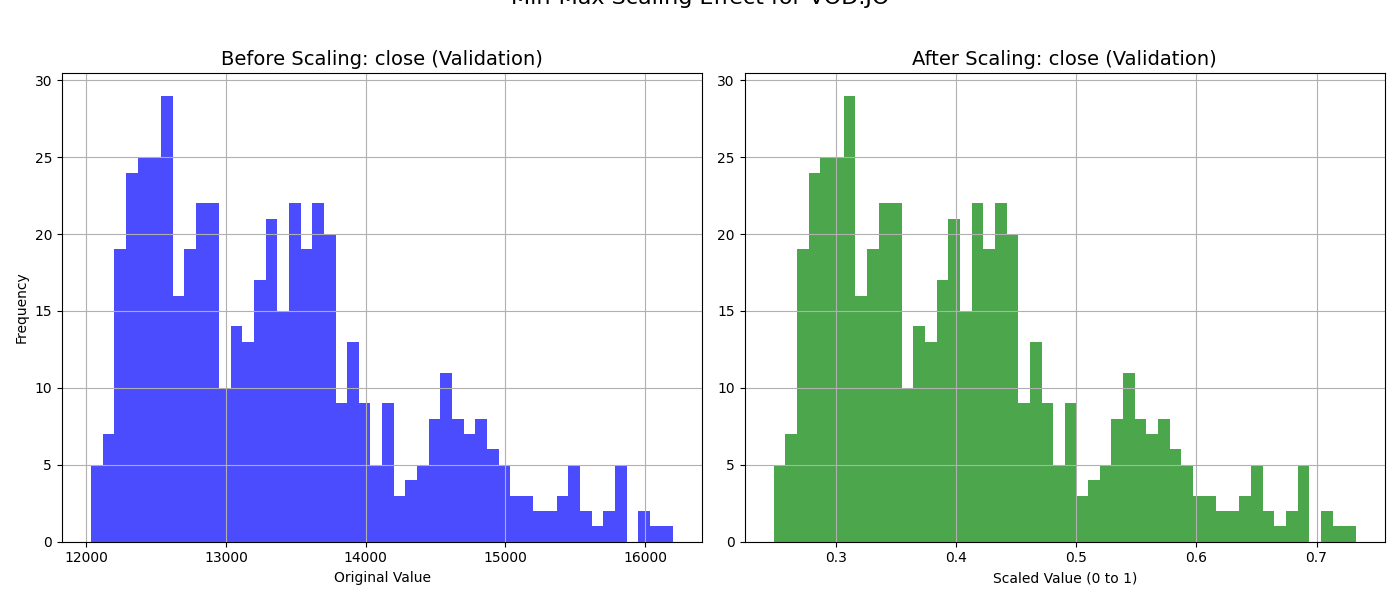 Min-Max Scaling Effect for VOD.JO
Before Scaling: close (Validation)
After Scaling: close (Validation)
Frequency
30
25
20
15
10
5
0
12000 13000 14000 15000 16000
Original Value
30
25
20
15
10
5
0
0.3 0.4 0.5 0.6 0.7
Scaled Value (0 to 1)